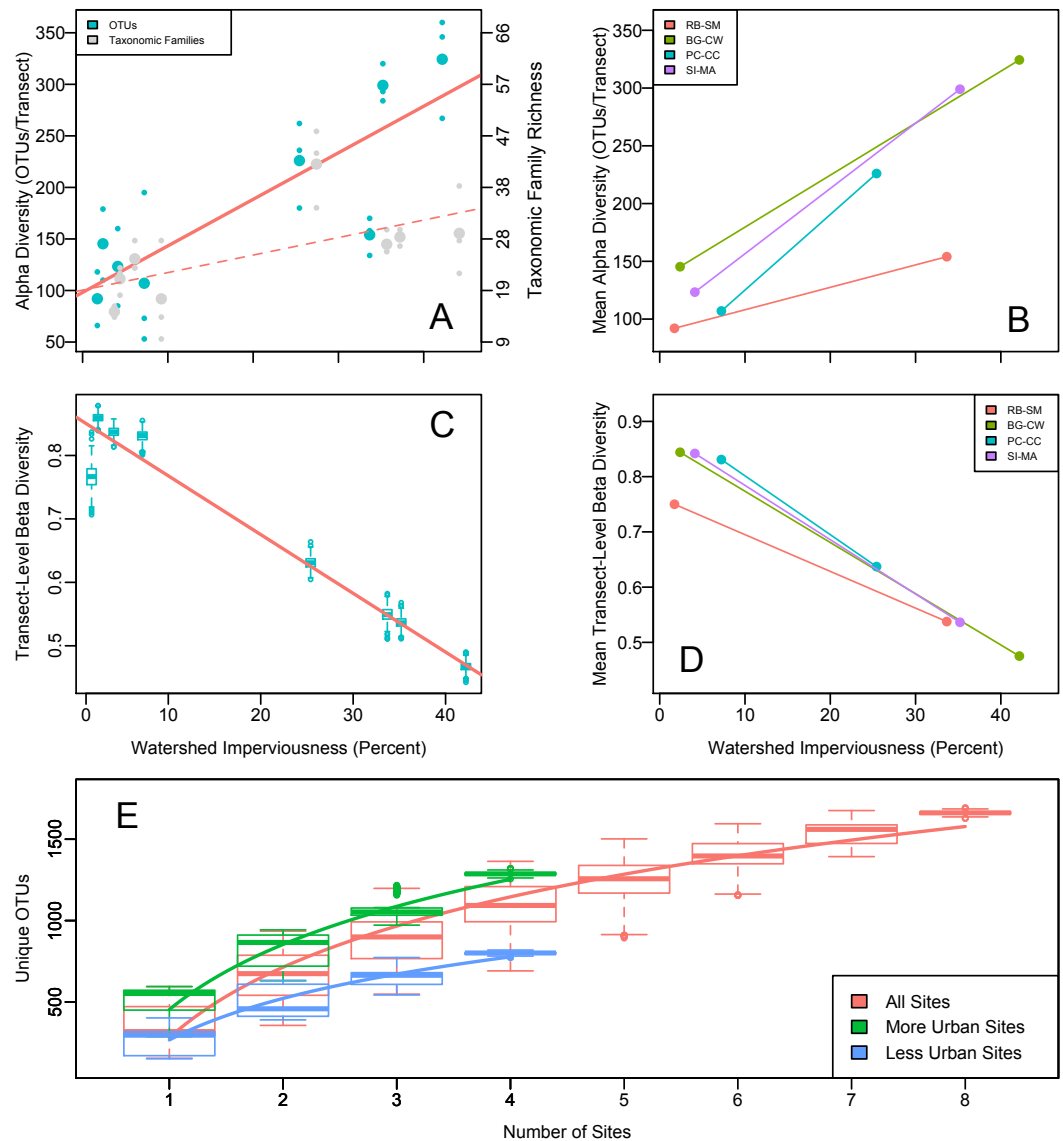 OTUs
Taxonomic Families
Alpha Diversity (OTUs/Transect)
50
100
150
200
250
300
350
9
19
28
38
47
57
66
Taxonomic Family Richness
A
RB-SM
BG-CW
PC-CC
SI-MA
Mean Alpha Diversity (OTUs/Transect)
100
150
200
250
300
350
B
Transect-Level Beta Diversity
0.5
0.6
0.7
0.8
C
0 10 20 30 40
Watershed Imperviousness (Percent)
RB-SM
BG-CW
PC-CC
SI-MA
Mean Transect-Level Beta Diversity
0.5
0.6
0.7
0.8
0.9
D
0 10 20 30 40
Watershed Imperviousness (Percent)
E
Unique OTUs
500
1000
1500
All Sites
More Urban Sites
Less Urban Sites
1 2 3 4 5 6 7 8
Number of Sites